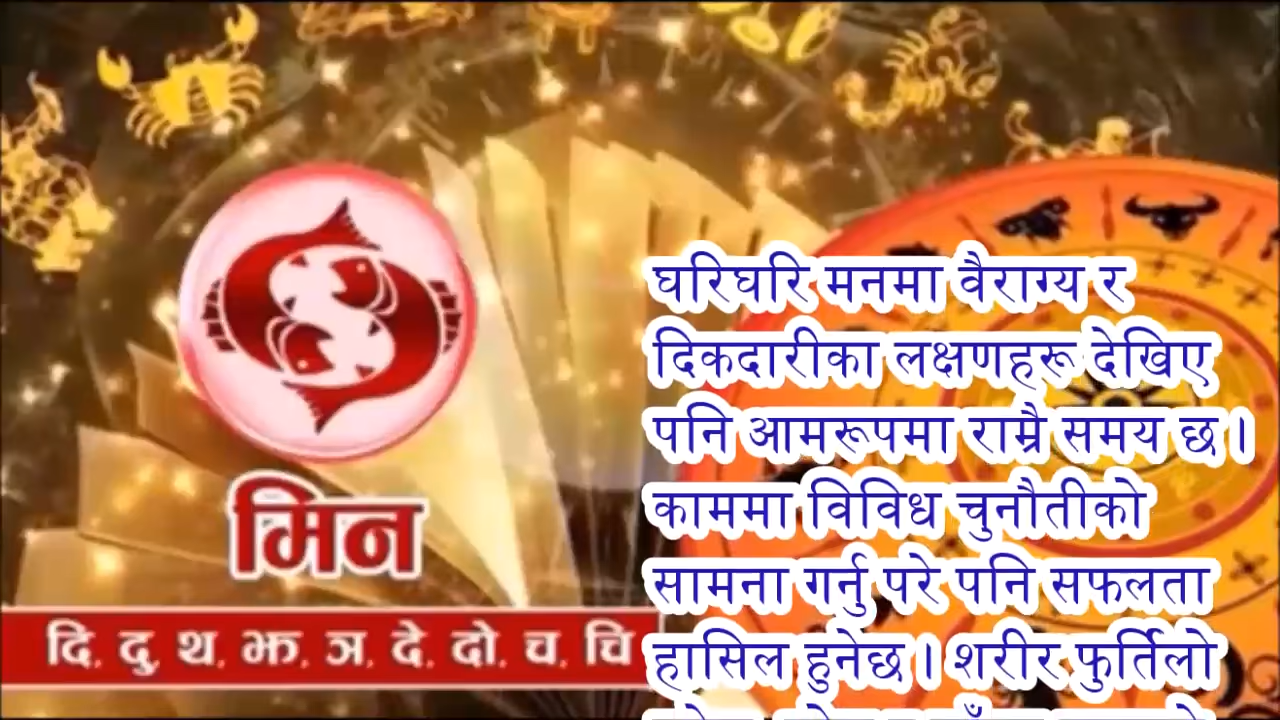 मिन
दि. दु. थ. झ. ञ. दे. दो. च. चि
घरिघरि मनमा वैराग्य र
दिकदारीका लक्षणहरू देखिए
पनि आमरूपमा राम्रै समय छ ।
काममा विविध चुनौतीको
सामना गर्नु परे पनि सफलता
हासिल हुनेछ । शरीर फुर्तिलो